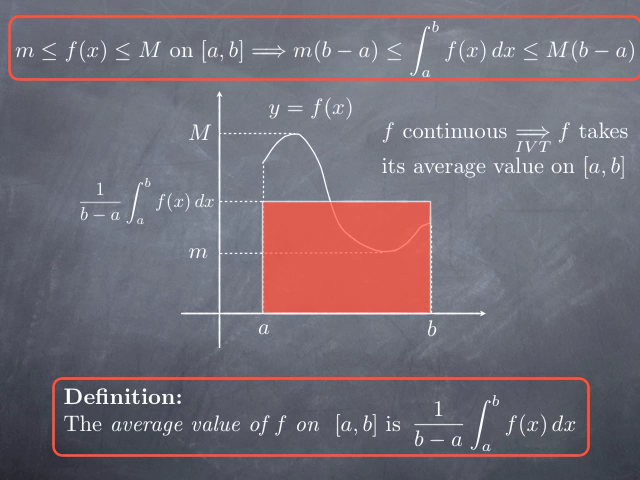 m ≤ f(x) ≤ M on [a, b] ⟹ m(b − a) ≤ ∫_a^b f(x) dx ≤ M(b − a)
y = f(x)
M
f continuous ⟹_{IVT} f takes
its average value on [a, b]
1/(b − a) ∫_a^b f(x) dx
m
a
b
Definition:
The average value of f on [a, b] is 1/(b − a) ∫_a^b f(x) dx